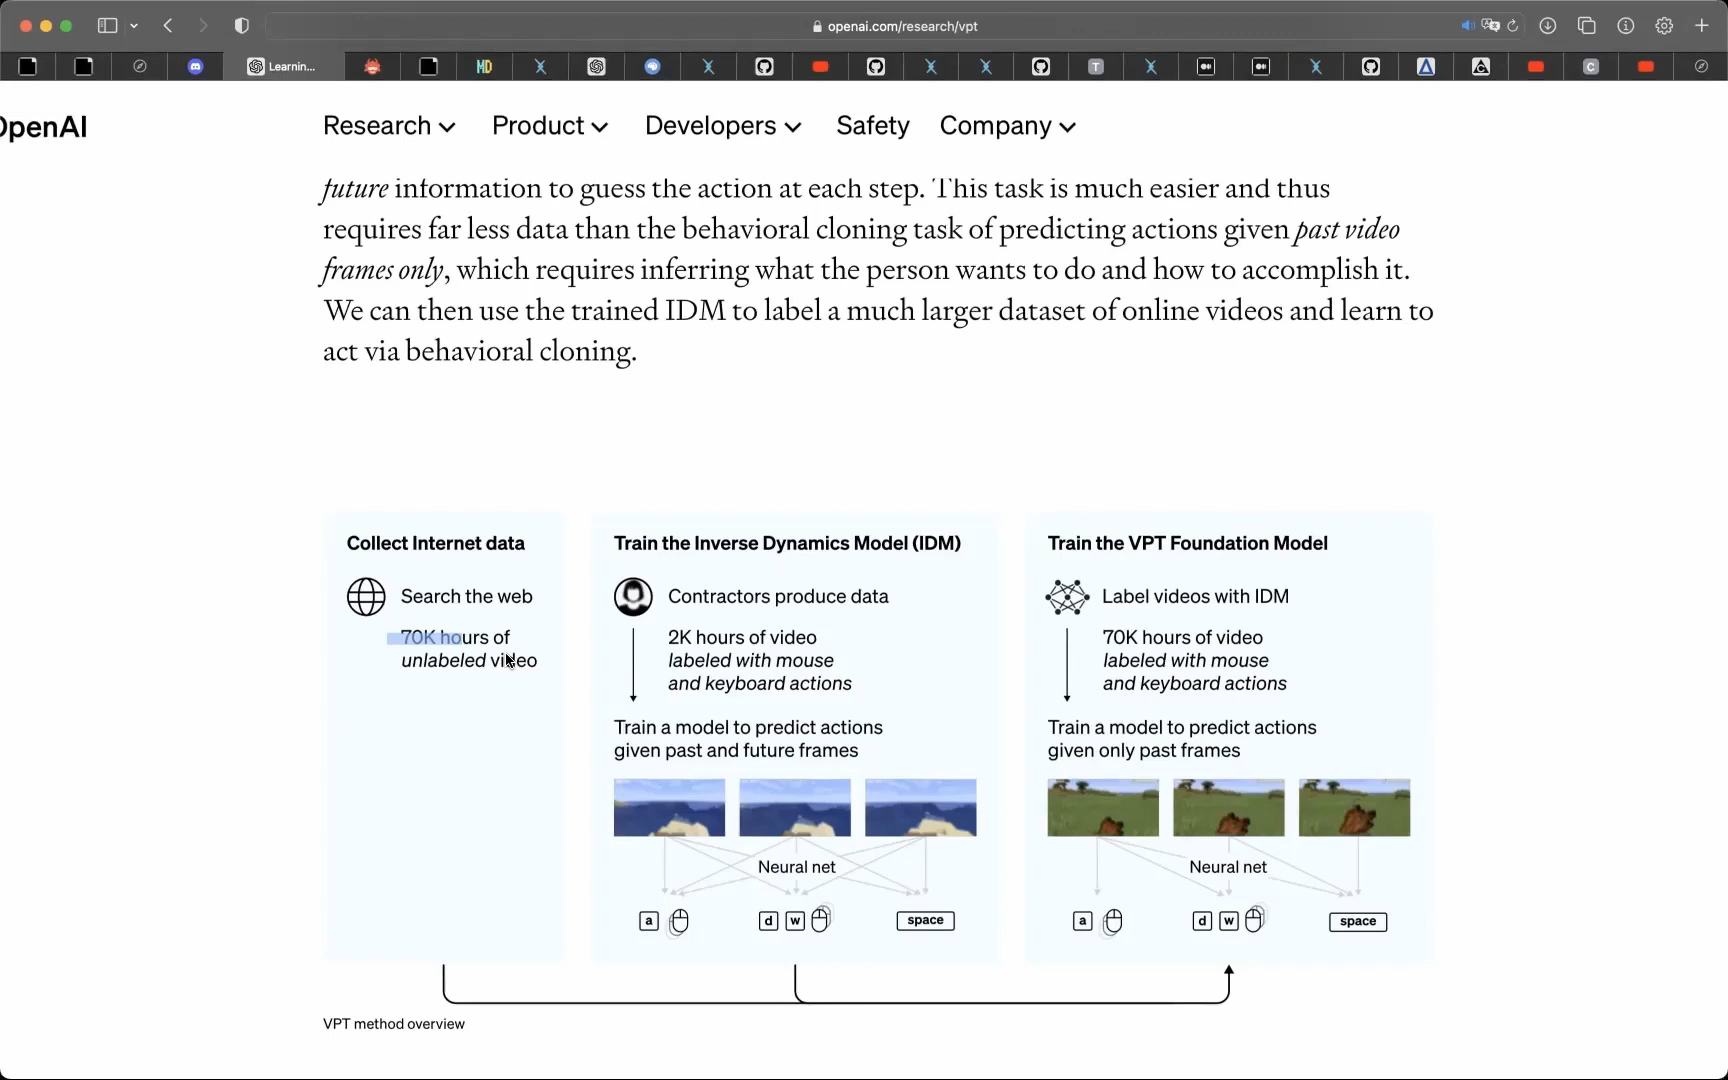 openai.com/research/vpt
Learnin...
MD
T
C
OpenAI
Research
Product
Developers
Safety
Company
future information to guess the action at each step. This task is much easier and thus
requires far less data than the behavioral cloning task of predicting actions given past video
frames only, which requires inferring what the person wants to do and how to accomplish it.
We can then use the trained IDM to label a much larger dataset of online videos and learn to
act via behavioral cloning.
Collect Internet data
Search the web
70K hours of
unlabeled video
Train the Inverse Dynamics Model (IDM)
Contractors produce data
2K hours of video
labeled with mouse
and keyboard actions
Train a model to predict actions
given past and future frames
Neural net
a
d w
space
Train the VPT Foundation Model
Label videos with IDM
70K hours of video
labeled with mouse
and keyboard actions
Train a model to predict actions
given only past frames
Neural net
a
d w
space
VPT method overview